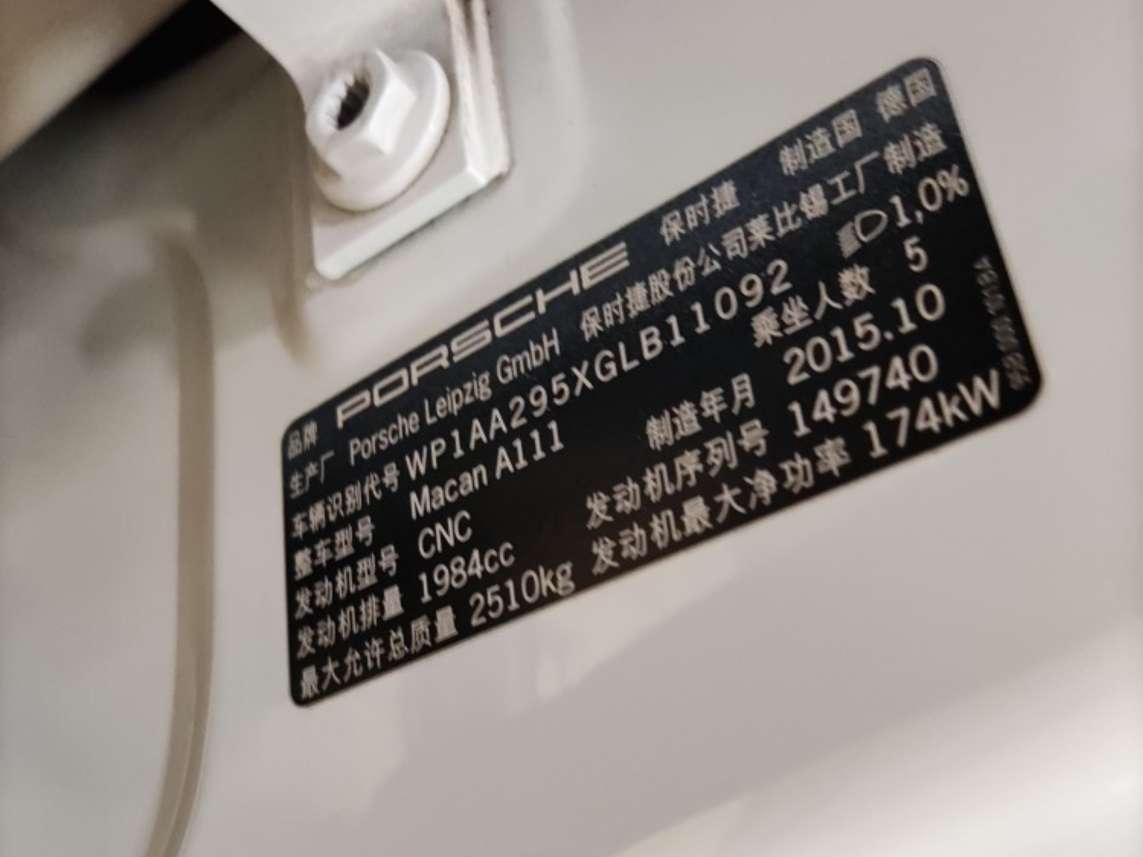 品牌 PORSCHE 保时捷 制造国 德国
生产厂 Porsche Leipzig GmbH 保时捷股份公司莱比锡工厂制造
车辆识别代号 WP1AA295XGLB11092 1,0%
整车型号 Macan A111 乘坐人数 5
发动机型号 CNC 制造年月 2015.10
发动机排量 1984cc 发动机序列号 149740
最大允许总质量 2510kg 发动机最大净功率 174kW